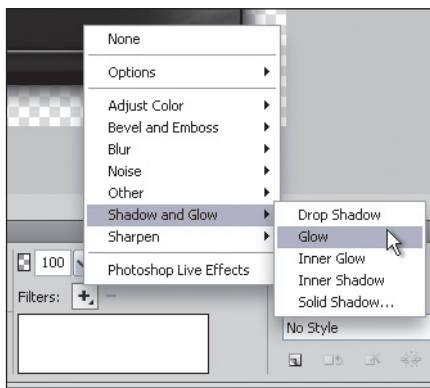 None
Options
Adjust Color
Bevel and Emboss
Blur
Noise
Other
Shadow and Glow
Sharpen
Photoshop Live Effects
Drop Shadow
Glow
Inner Glow
Inner Shadow
Solid Shadow...
100
Filters:
No Style